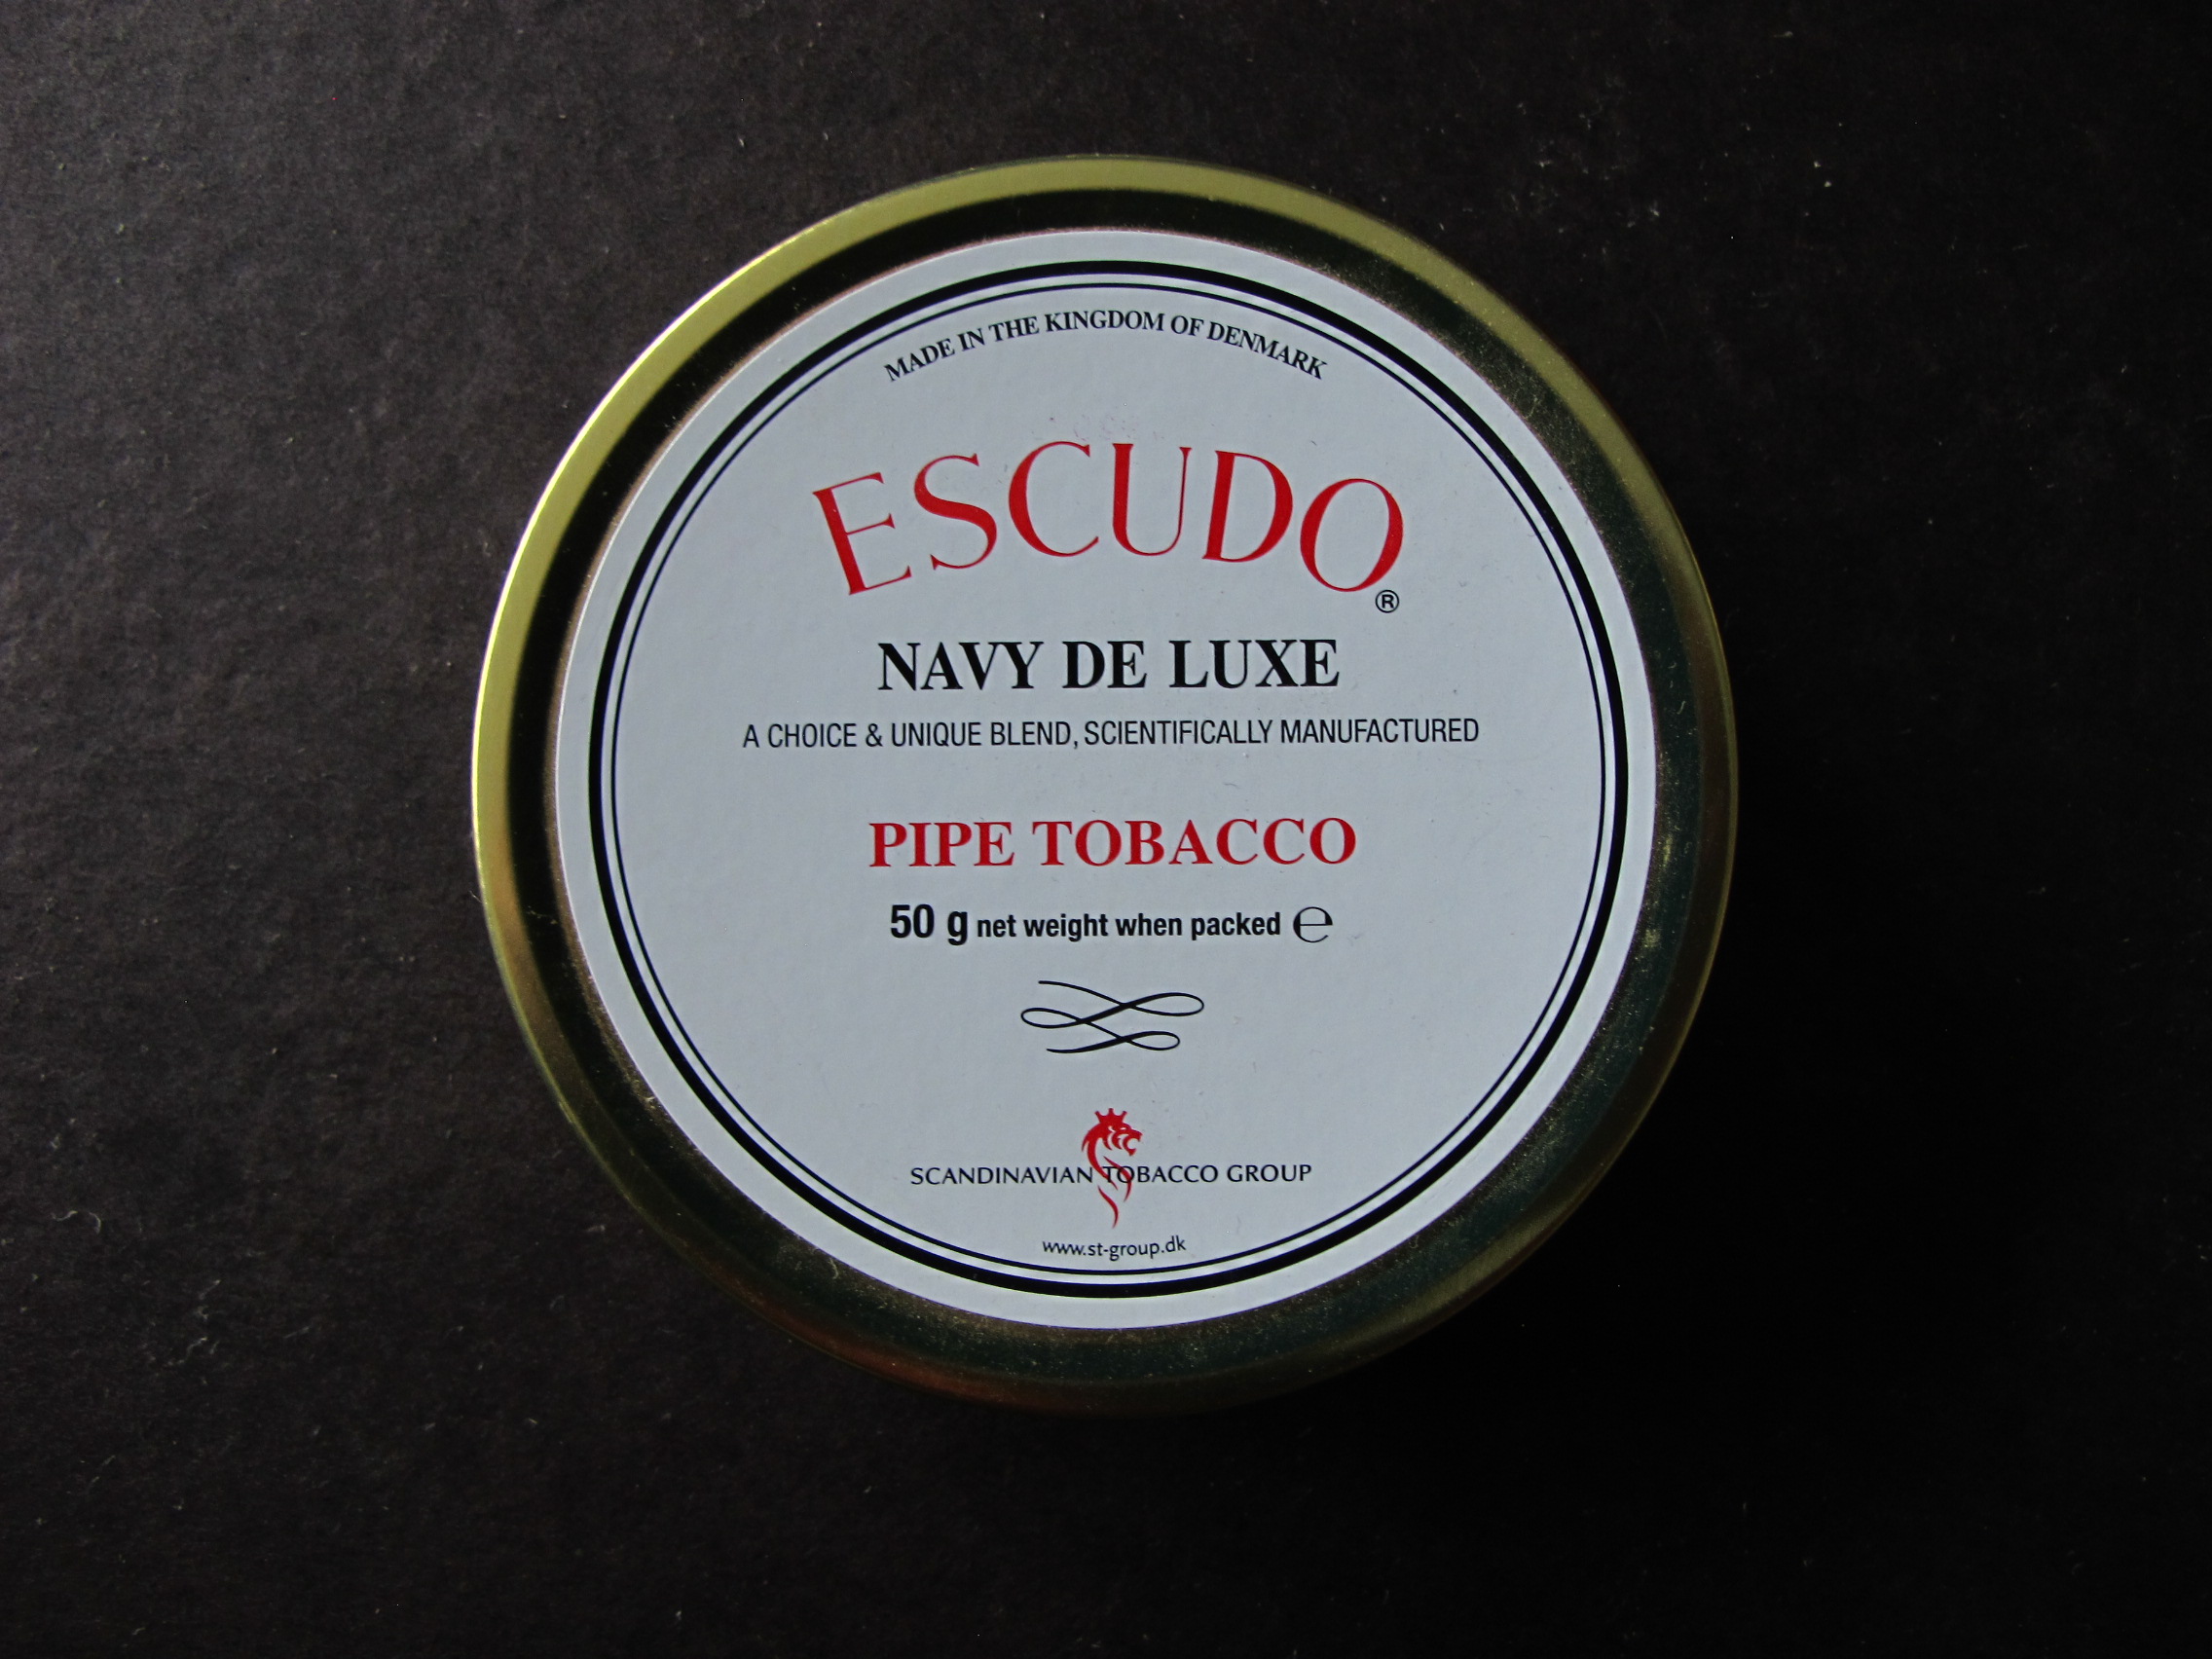 MADE IN THE KINGDOM OF DENMARK
ESCUDO®
NAVY DE LUXE
A CHOICE & UNIQUE BLEND, SCIENTIFICALLY MANUFACTURED
PIPE TOBACCO
50 g net weight when packed ℮
SCANDINAVIAN TOBACCO GROUP
www.st-group.dk